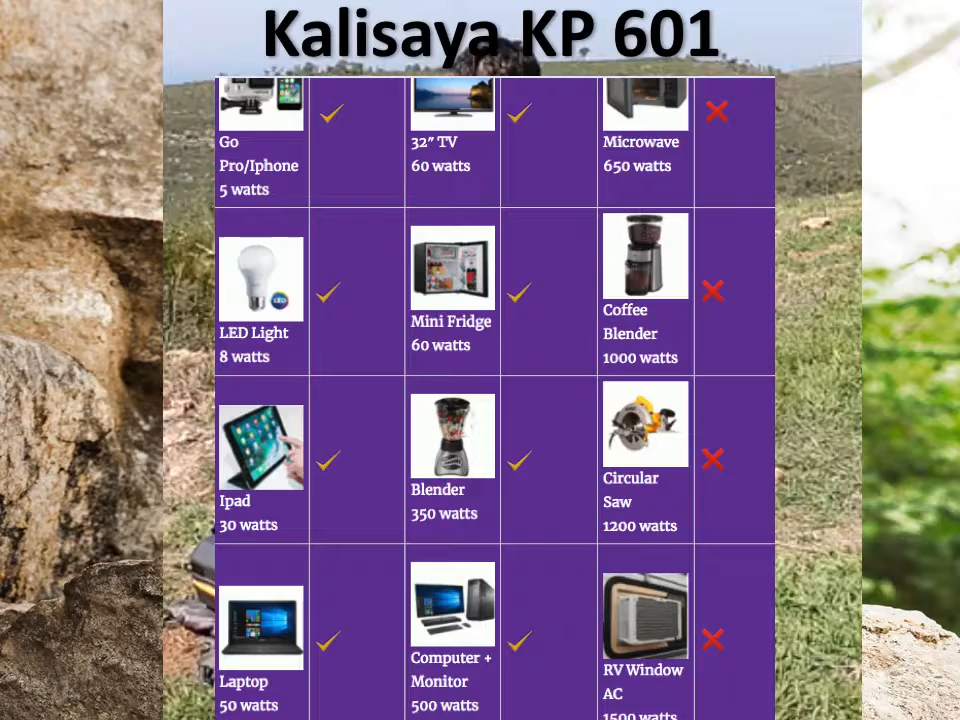 Kalisaya KP 601
Go
Pro/Iphone
5 watts
32″ TV
60 watts
Microwave
650 watts
LED Light
8 watts
Mini Fridge
60 watts
Coffee
Blender
1000 watts
Ipad
30 watts
Blender
350 watts
Circular
Saw
1200 watts
Laptop
50 watts
Computer +
Monitor
500 watts
RV Window
AC
1500 watts